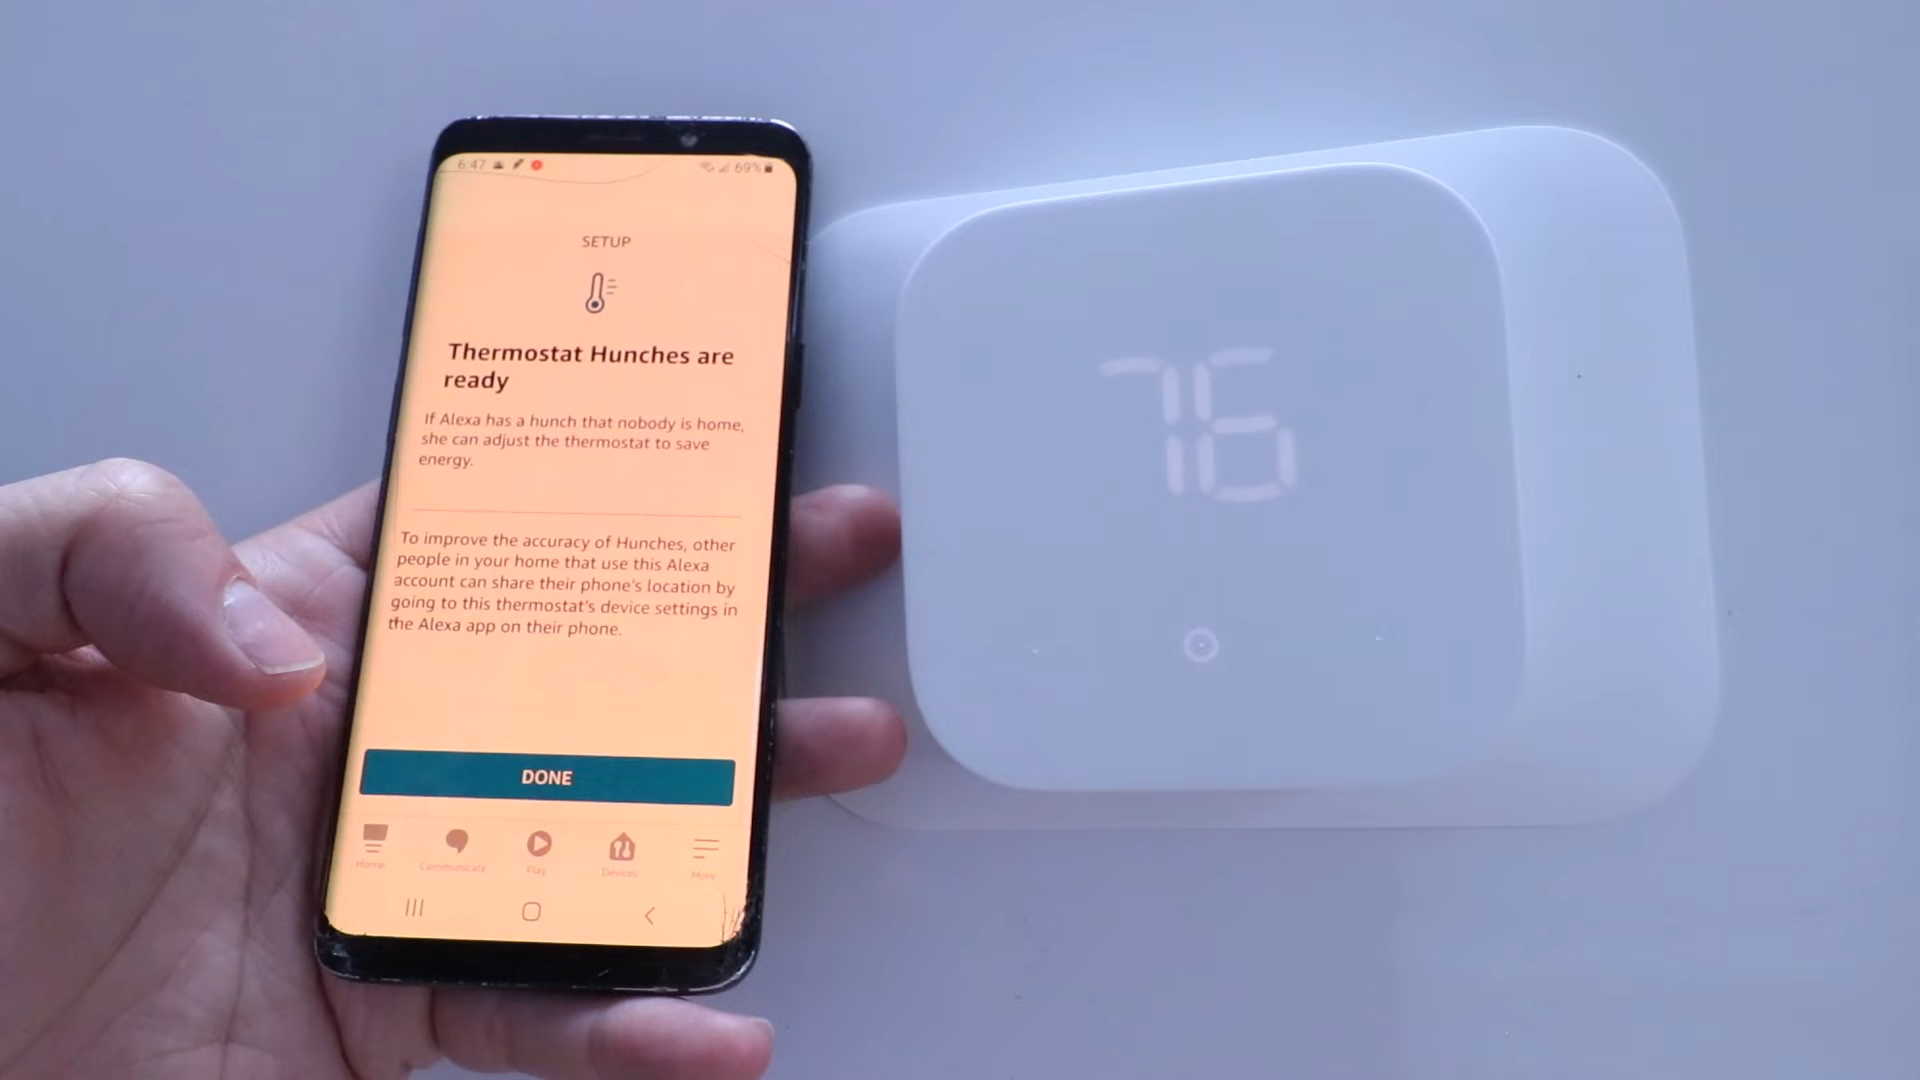 6:47
69%
SETUP
Thermostat Hunches are
ready
If Alexa has a hunch that nobody is home,
she can adjust the thermostat to save
energy.
To improve the accuracy of Hunches, other
people in your home that use this Alexa
account can share their phone's location by
going to this thermostat's device settings in
the Alexa app on their phone.
DONE
Home
Communicate
Play
Devices
More
76